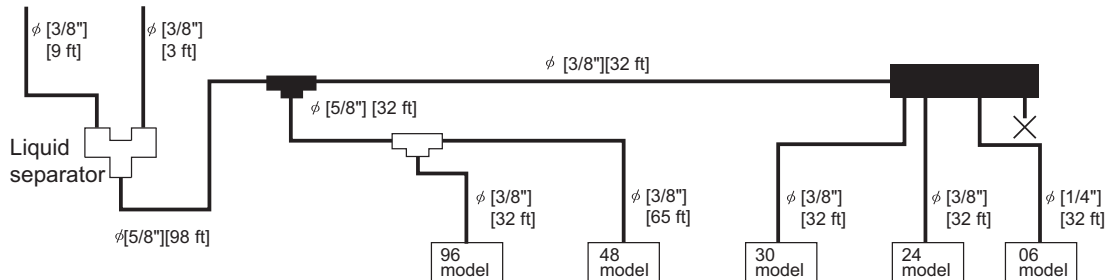 ϕ [3/8"]
[9 ft]
ϕ [3/8"]
[3 ft]
ϕ [3/8"][32 ft]
ϕ [5/8"] [32 ft]
Liquid
separator
ϕ[5/8"][98 ft]
ϕ [3/8"]
[32 ft]
ϕ [3/8"]
[65 ft]
ϕ [3/8"]
[32 ft]
ϕ [3/8"]
[32 ft]
ϕ [1/4"]
[32 ft]
96
model
48
model
30
model
24
model
06
model